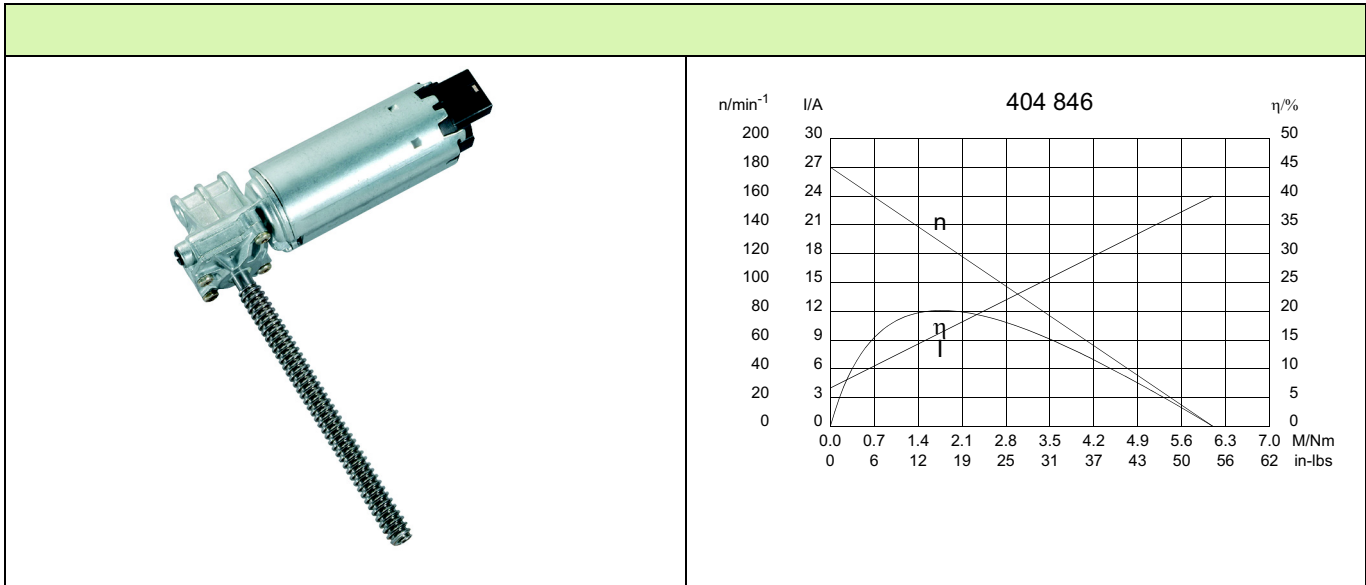 404 846
n/min-1 I/A η/%
200 30 50
180 27 45
160 24 40
140 21 35
120 18 30
100 15 25
80 12 20
60 9 15
40 6 10
20 3 5
0 0 0
n
η
I
0.0 0.7 1.4 2.1 2.8 3.5 4.2 4.9 5.6 6.3 7.0 M/Nm
0 6 12 19 25 31 37 43 50 56 62 in-lbs